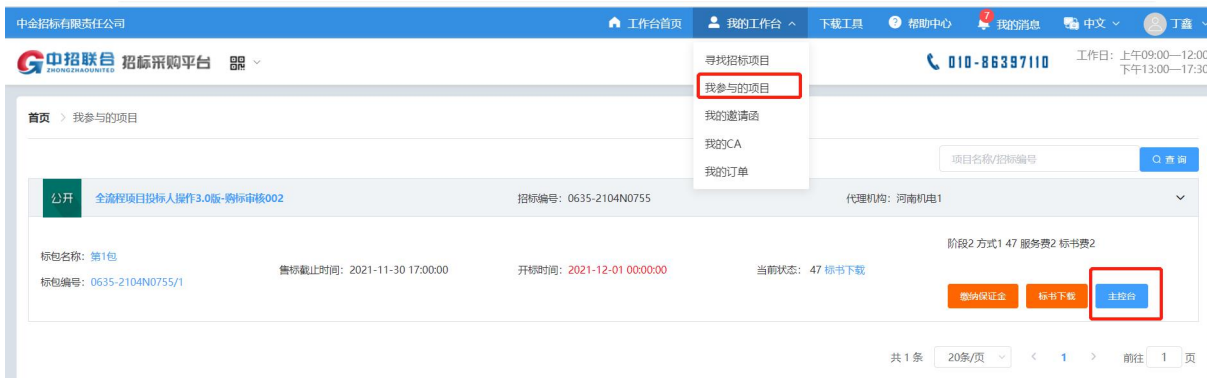 中金招标有限责任公司 工作台首页 我的工作台 下载工具 帮助中心 7 我的消息 中文 丁鑫
中招联合 招标采购平台 010-86397110 工作日：上午09:00—12:00
ZHONGZHAOUNITED 下午13:00—17:30
寻找招标项目
我参与的项目
我的邀请函
我的CA
我的订单
首页 > 我参与的项目
项目名称/招标编号 查 询
公开 全流程项目投标人操作3.0版-购标审核002 招标编号：0635-2104N0755 代理机构：河南机电1
阶段2 方式1 47 服务费2 标书费2
标包名称：第1包
售标截止时间：2021-11-30 17:00:00 开标时间：2021-12-01 00:00:00 当前状态：47 标书下载
标包编号：0635-2104N0755/1
缴纳保证金 标书下载 主控台
共 1 条 20条/页 < 1 > 前往 1 页